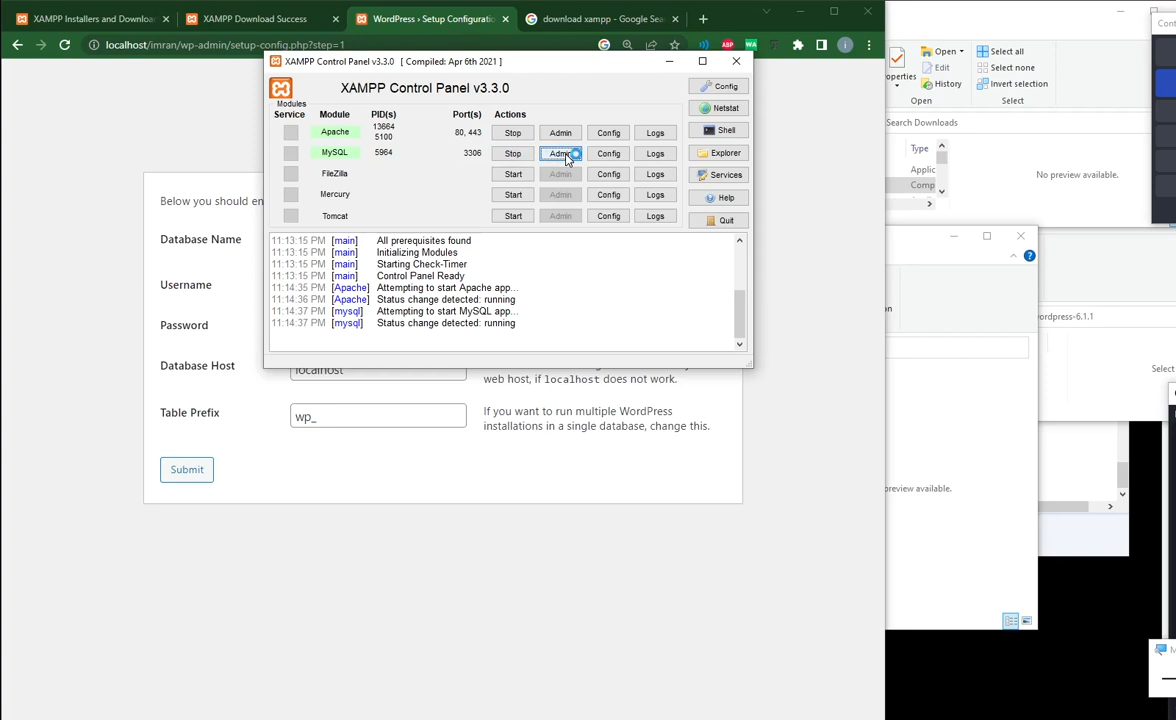 XAMPP Installers and Downloa
XAMPP Download Success
WordPress › Setup Configurati
download xampp - Google Sea
localhost/imran/wp-admin/setup-config.php?step=1
ABP
WA
i
XAMPP Control Panel v3.3.0 [ Compiled: Apr 6th 2021 ]
XAMPP Control Panel v3.3.0
Config
Modules
Service Module PID(s) Port(s) Actions
Netstat
Apache 13664 5100 80, 443 Stop Admin Config Logs
Shell
MySQL 5964 3306 Stop Admin Config Logs
Explorer
FileZilla Start Admin Config Logs
Services
Mercury Start Admin Config Logs
Help
Tomcat Start Admin Config Logs
Quit
11:13:15 PM [main] All prerequisites found
11:13:15 PM [main] Initializing Modules
11:13:15 PM [main] Starting Check-Timer
11:13:15 PM [main] Control Panel Ready
11:14:35 PM [Apache] Attempting to start Apache app...
11:14:36 PM [Apache] Status change detected: running
11:14:37 PM [mysql] Attempting to start MySQL app...
11:14:37 PM [mysql] Status change detected: running
Below you should en
Database Name
Username
Password
Database Host
localhost
web host, if localhost does not work.
Table Prefix
wp_
If you want to run multiple WordPress
installations in a single database, change this.
Submit
Cont
Open
Select all
Edit
Select none
operties
History
Invert selection
Open
Select
Search Downloads
Type
Applic
Comp
No preview available.
on
ordpress-6.1.1
Select
preview available.